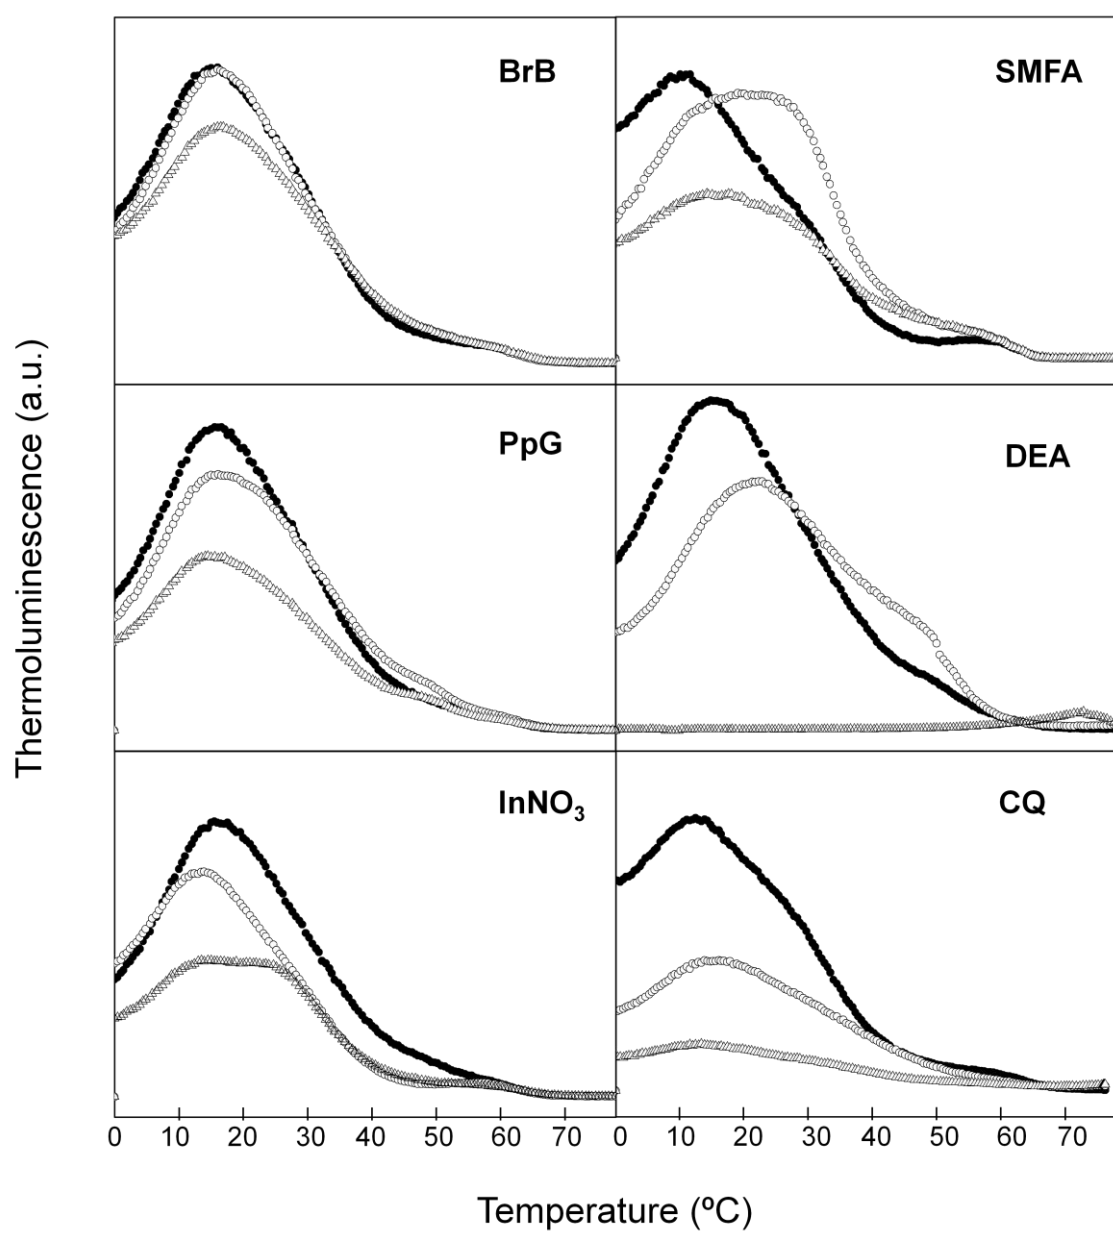 BrB
SMFA
PpG
DEA
InNO₃
CQ
Thermoluminescence (a.u.)
0 10 20 30 40 50 60 70 0 10 20 30 40 50 60 70
Temperature (ºC)